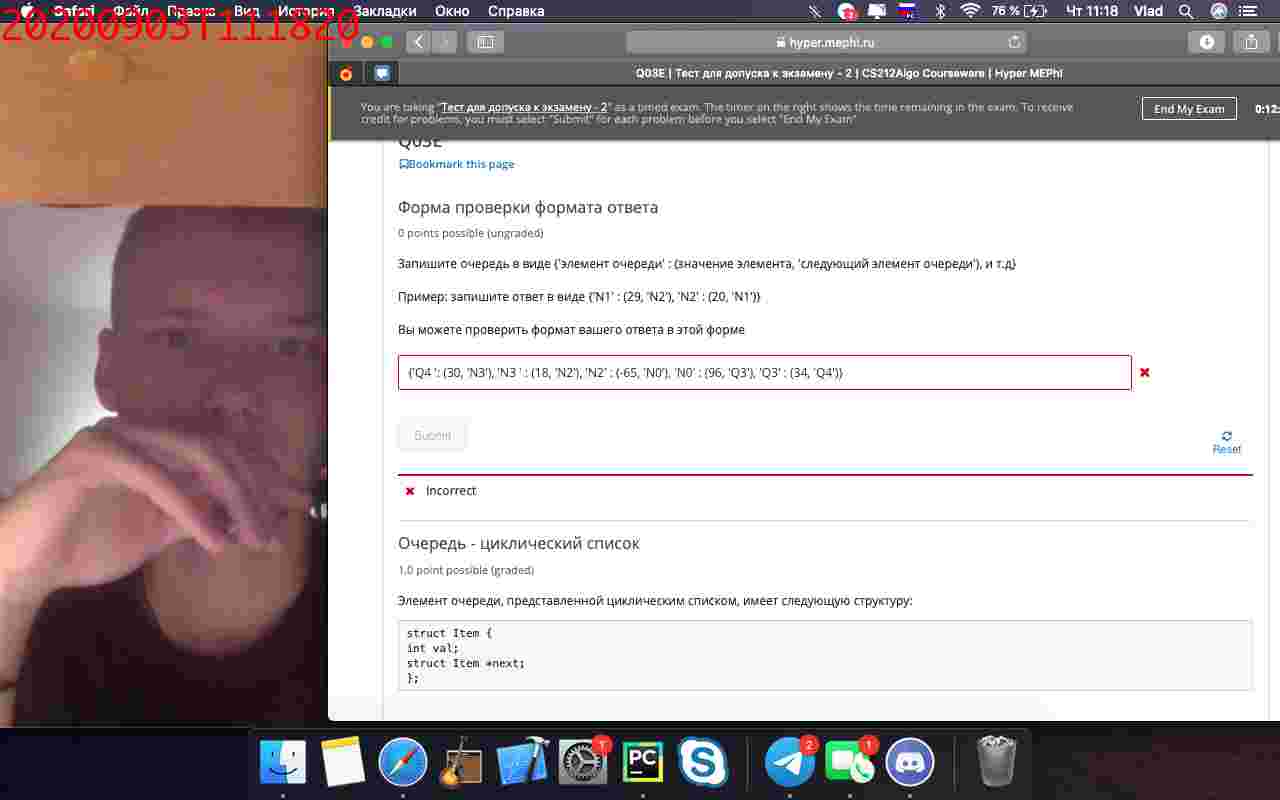 Safari Файл Правка Вид История Закладки Окно Справка 76 % Чт 11:18 Vlad
20200903T111820
hyper.mephi.ru
Q03E | Тест для допуска к экзамену - 2 | CS212Algo Courseware | Hyper MEPhI
You are taking "Тест для допуска к экзамену - 2" as a timed exam. The timer on the right shows the time remaining in the exam. To receive
credit for problems, you must select "Submit" for each problem before you select "End My Exam"
End My Exam
0:12:
Q03E
Bookmark this page
Форма проверки формата ответа
0 points possible (ungraded)
Запишите очередь в виде {'элемент очереди' : (значение элемента, 'следующий элемент очереди'), и т.д}
Пример: запишите ответ в виде {'N1' : (29, 'N2'), 'N2' : (20, 'N1')}
Вы можете проверить формат вашего ответа в этой форме
{'Q4 ': (30, 'N3'), 'N3 ' : (18, 'N2'), 'N2' : (-65, 'N0'), 'N0' : (96, 'Q3'), 'Q3' : (34, 'Q4')}
Submit
Reset
Incorrect
Очередь - циклический список
1.0 point possible (graded)
Элемент очереди, представленной циклическим списком, имеет следующую структуру:
struct Item {
int val;
struct Item *next;
};
PC
2
1